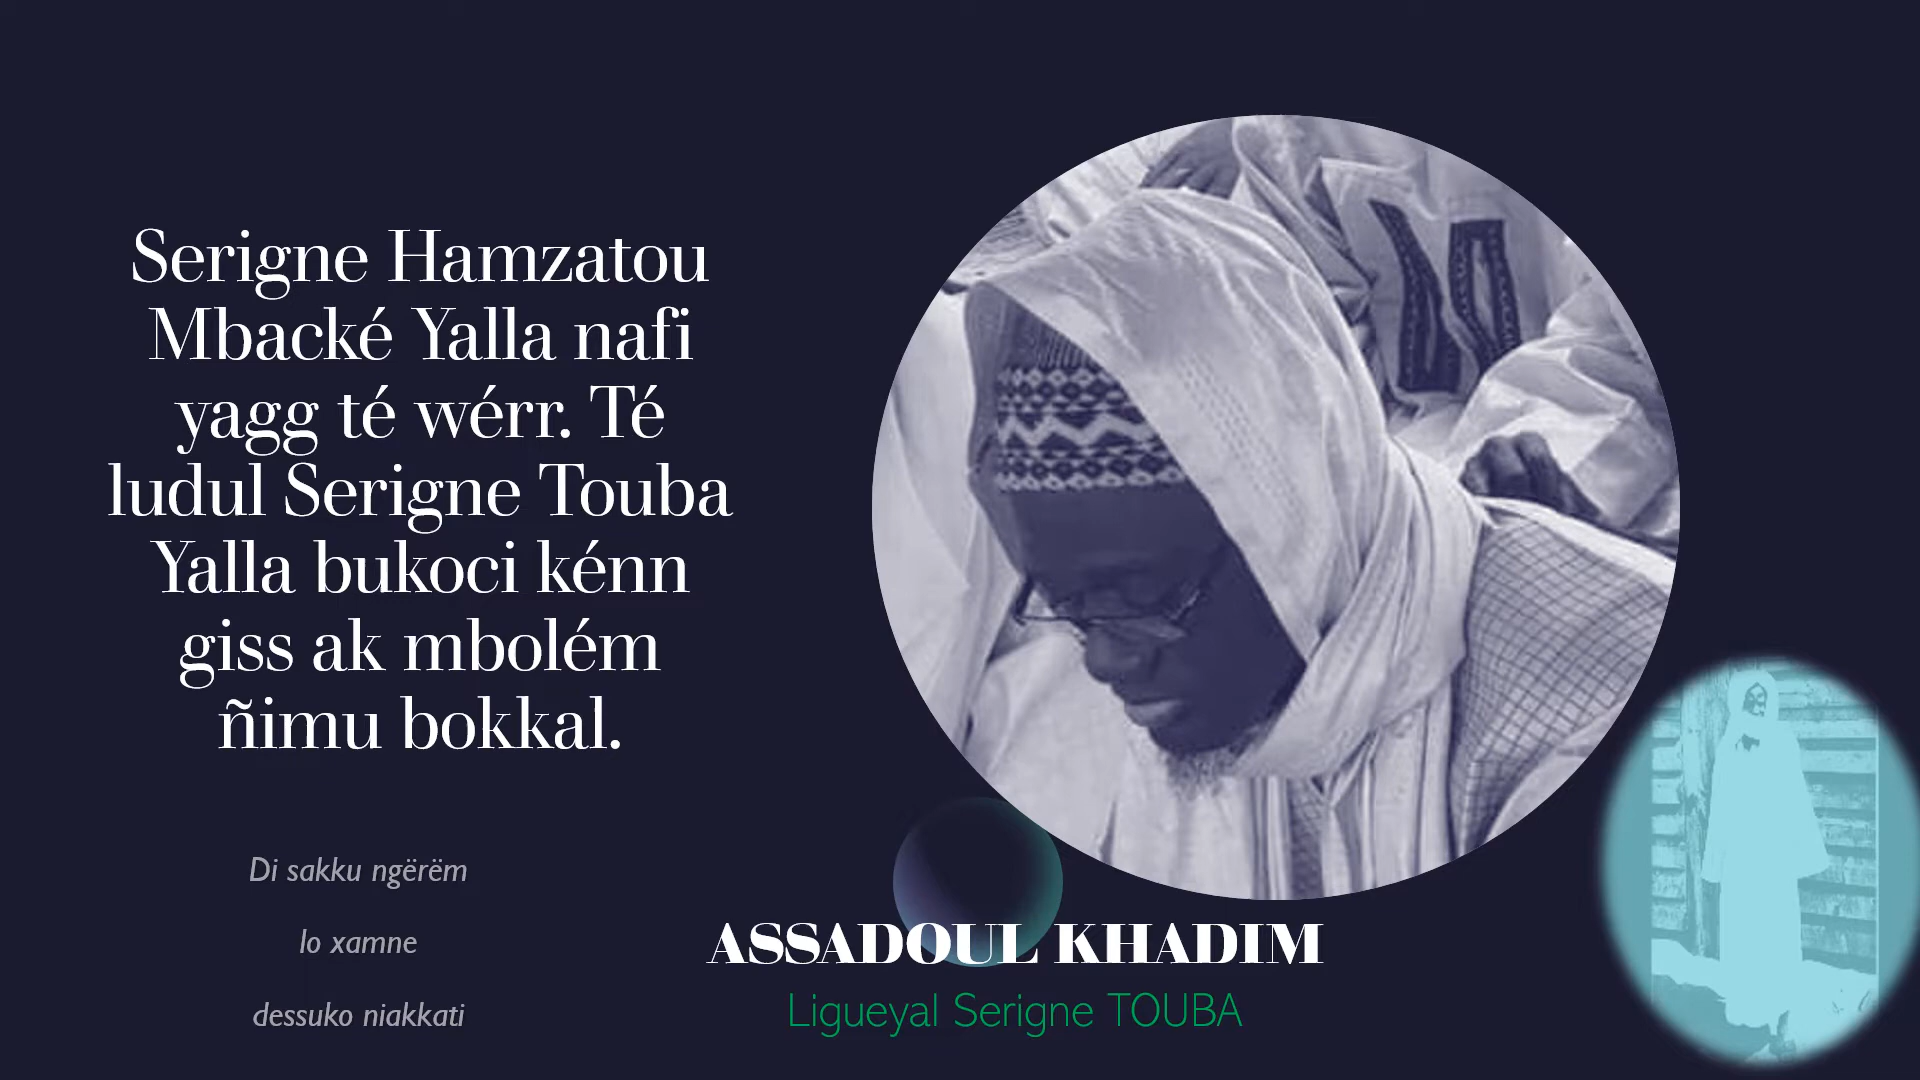 Serigne Hamzatou
Mbacké Yalla nafi
yagg té wérr. Té
ludul Serigne Touba
Yalla bukoci kénn
giss ak mbolém
ñimu bokkal.
Di sakku ngërëm
lo xamne
dessuko niakkati
ASSADOUL KHADIM
Ligueyal Serigne TOUBA